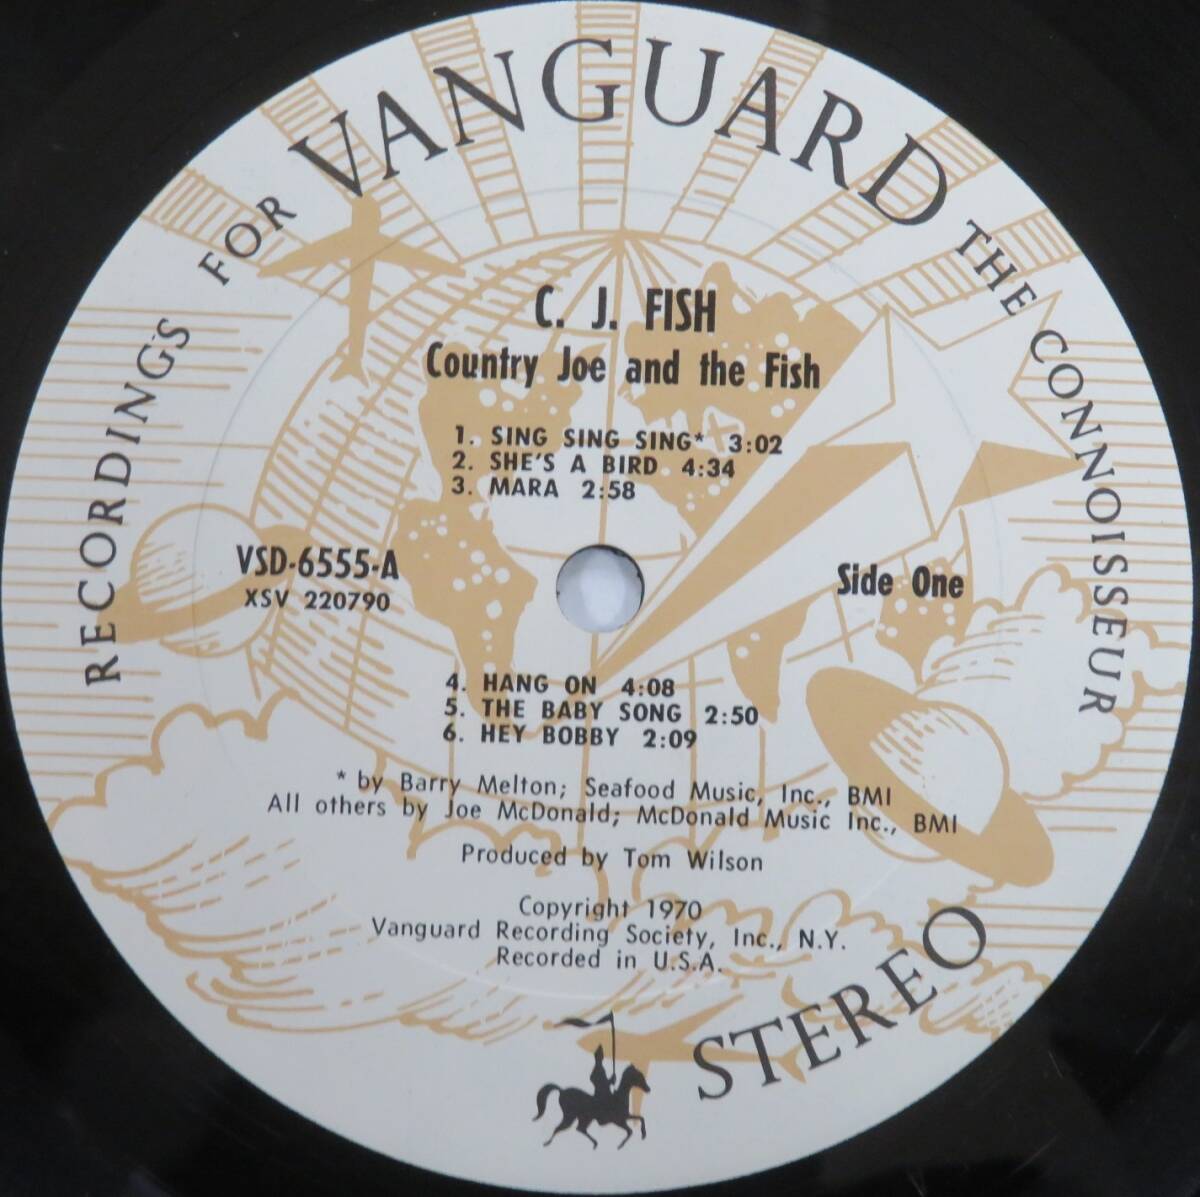 RECORDINGS FOR VANGUARD THE CONNOISSEUR
C. J. FISH
Country Joe and the Fish
1. SING SING SING* 3:02
2. SHE'S A BIRD 4:34
3. MARA 2:58
VSD-6555-A
XSV 220790
Side One
4. HANG ON 4:08
5. THE BABY SONG 2:50
6. HEY BOBBY 2:09
* by Barry Melton; Seafood Music, Inc., BMI
All others by Joe McDonald; McDonald Music Inc., BMI
Produced by Tom Wilson
Copyright 1970
Vanguard Recording Society, Inc., N.Y.
Recorded in U.S.A.
STEREO